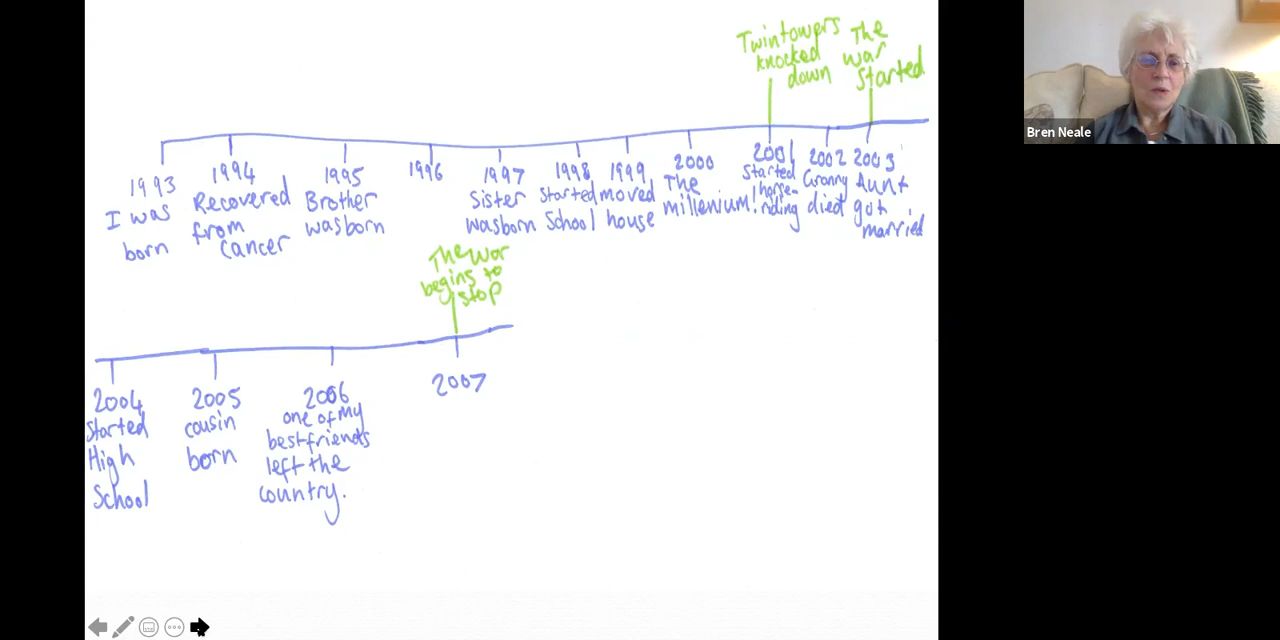 Twin towers
knocked
down
The
war
started
Bren Neale
1993
I was
born
1994
Recovered
from
cancer
1995
Brother
was born
1996
1997
Sister
was born
1998
Started
School
1999
moved
house
2000
The
millenium!
2001
Started
horse-
riding
2002
Granny
died
2003
Aunt
got
married
The war
begins to
stop
2004
Started
High
School
2005
cousin
born
2006
one of my
best friends
left the
country.
2007